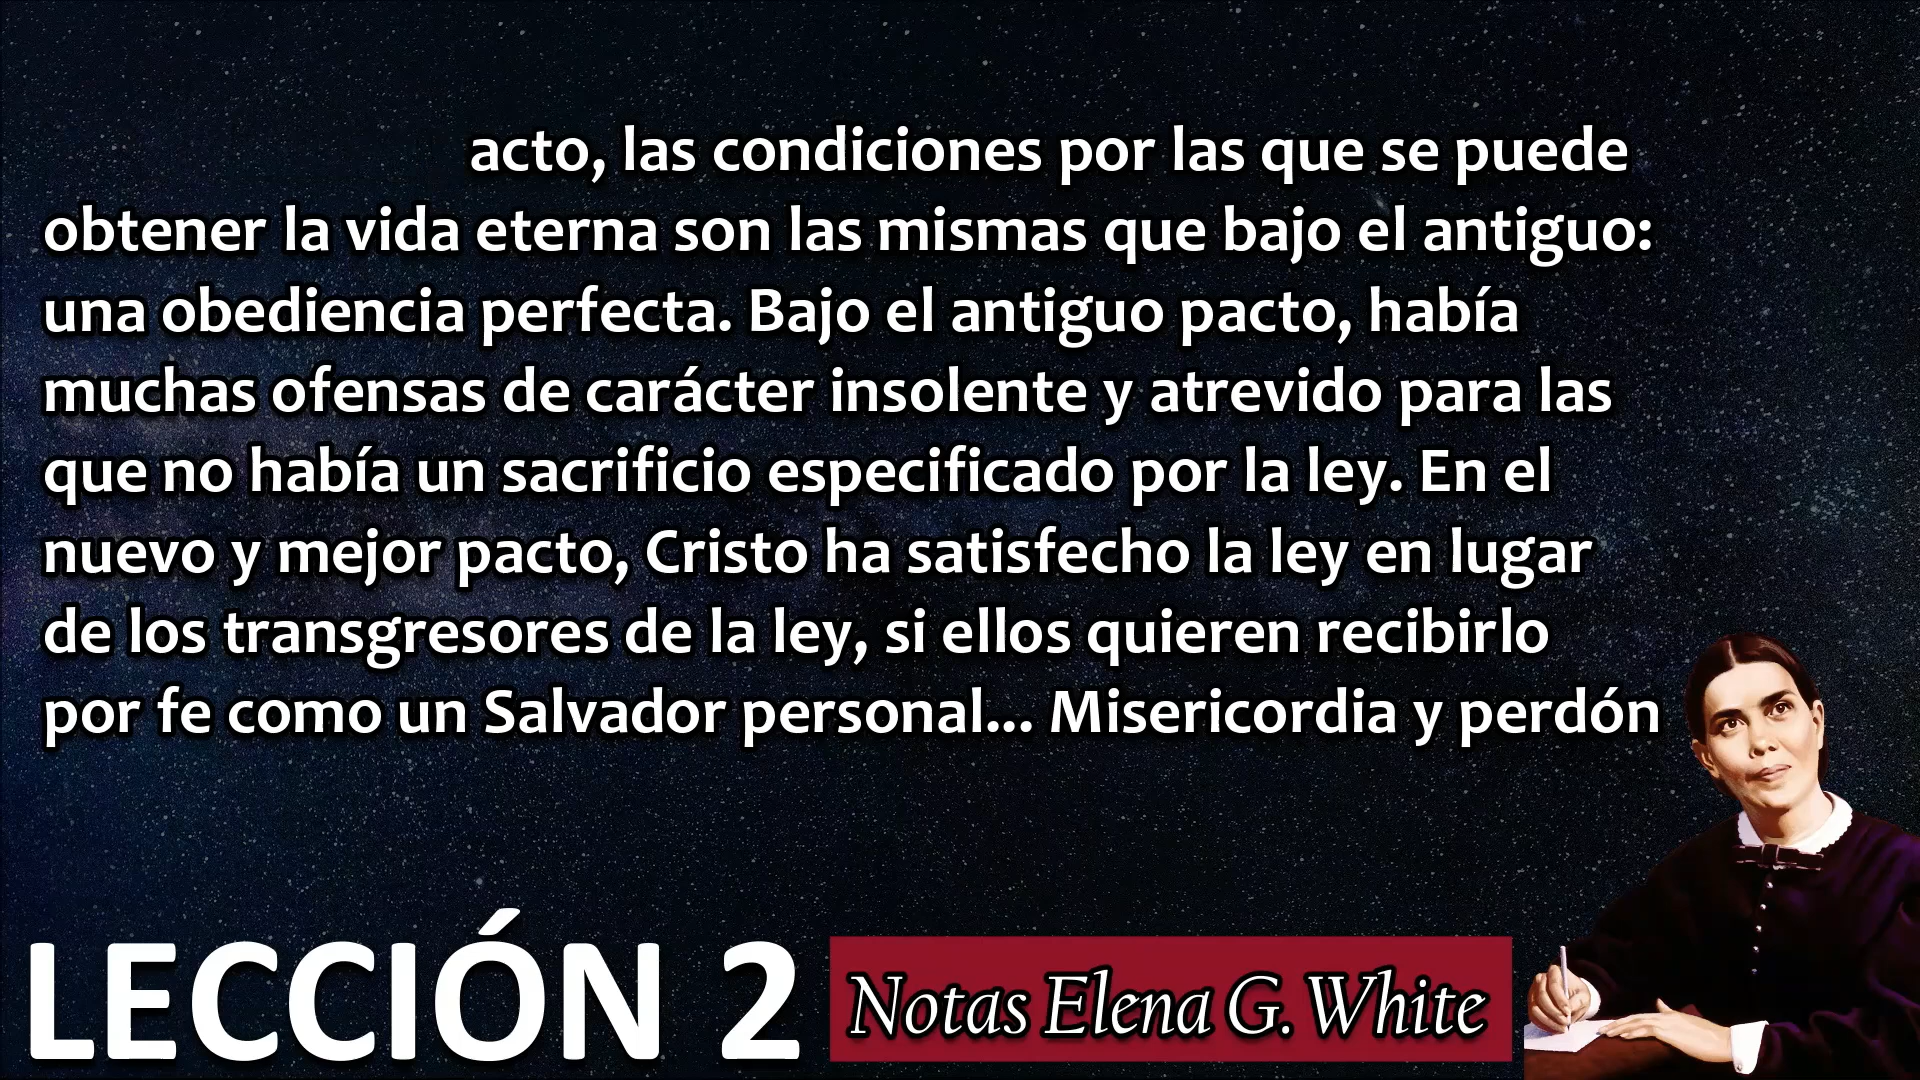 acto, las condiciones por las que se puede
obtener la vida eterna son las mismas que bajo el antiguo:
una obediencia perfecta. Bajo el antiguo pacto, había
muchas ofensas de carácter insolente y atrevido para las
que no había un sacrificio especificado por la ley. En el
nuevo y mejor pacto, Cristo ha satisfecho la ley en lugar
de los transgresores de la ley, si ellos quieren recibirlo
por fe como un Salvador personal... Misericordia y perdón
LECCIÓN 2 Notas Elena G. White